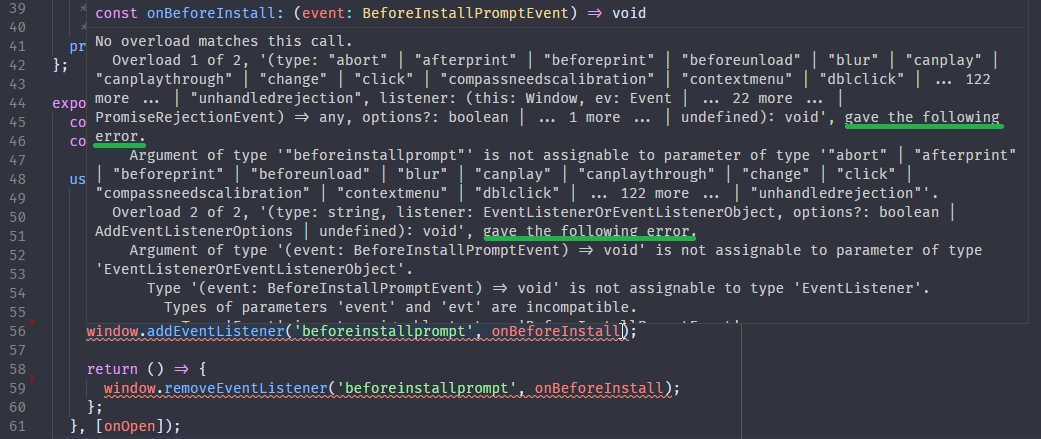 39
const onBeforeInstall: (event: BeforeInstallPromptEvent) => void
40
No overload matches this call.
41 pr
Overload 1 of 2, '(type: "abort" | "afterprint" | "beforeprint" | "beforeunload" | "blur" | "canplay" |
42 };
"canplaythrough" | "change" | "click" | "compassneedscalibration" | "contextmenu" | "dblclick" | ... 122
43
more ... | "unhandledrejection", listener: (this: Window, ev: Event | ... 22 more ... |
44 expo
PromiseRejectionEvent) => any, options?: boolean | ... 1 more ... | undefined): void', gave the following
45 co
error.
46 co
Argument of type '"beforeinstallprompt"' is not assignable to parameter of type '"abort" | "afterprint"
47
| "beforeprint" | "beforeunload" | "blur" | "canplay" | "canplaythrough" | "change" | "click" |
48 us
"compassneedscalibration" | "contextmenu" | "dblclick" | ... 122 more ... | "unhandledrejection"'.
49
Overload 2 of 2, '(type: string, listener: EventListenerOrEventListenerObject, options?: boolean |
50
AddEventListenerOptions | undefined): void', gave the following error.
51
Argument of type '(event: BeforeInstallPromptEvent) => void' is not assignable to parameter of type
52
'EventListenerOrEventListenerObject'.
53
Type '(event: BeforeInstallPromptEvent) => void' is not assignable to type 'EventListener'.
54
Types of parameters 'event' and 'evt' are incompatible.
55
56 window.addEventListener('beforeinstallprompt', onBeforeInstall);
57
58 return () => {
59 window.removeEventListener('beforeinstallprompt', onBeforeInstall);
60 };
61 }, [onOpen]);